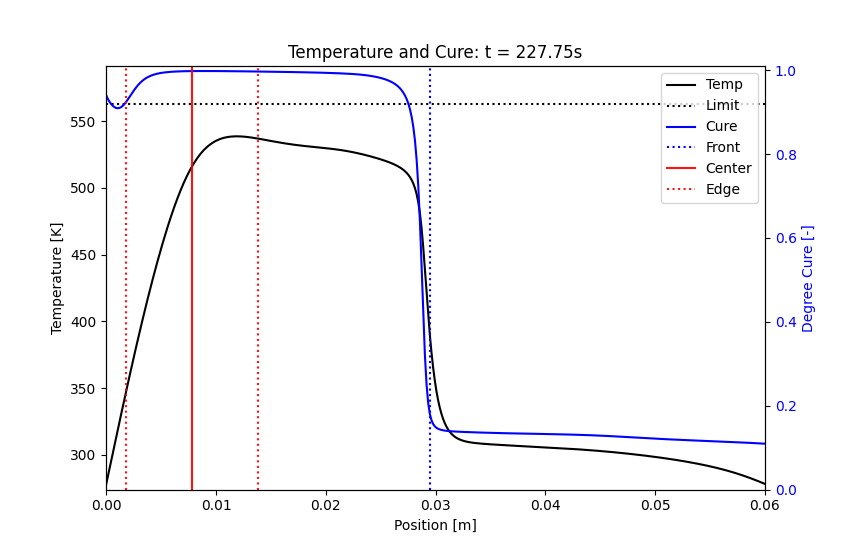 Temperature and Cure: t = 227.75s
Temp
Limit
Cure
Front
Center
Edge
Temperature [K]
550
500
450
400
350
300
1.0
0.8
0.6
0.4
0.2
0.0
Degree Cure [-]
0.00 0.01 0.02 0.03 0.04 0.05 0.06
Position [m]